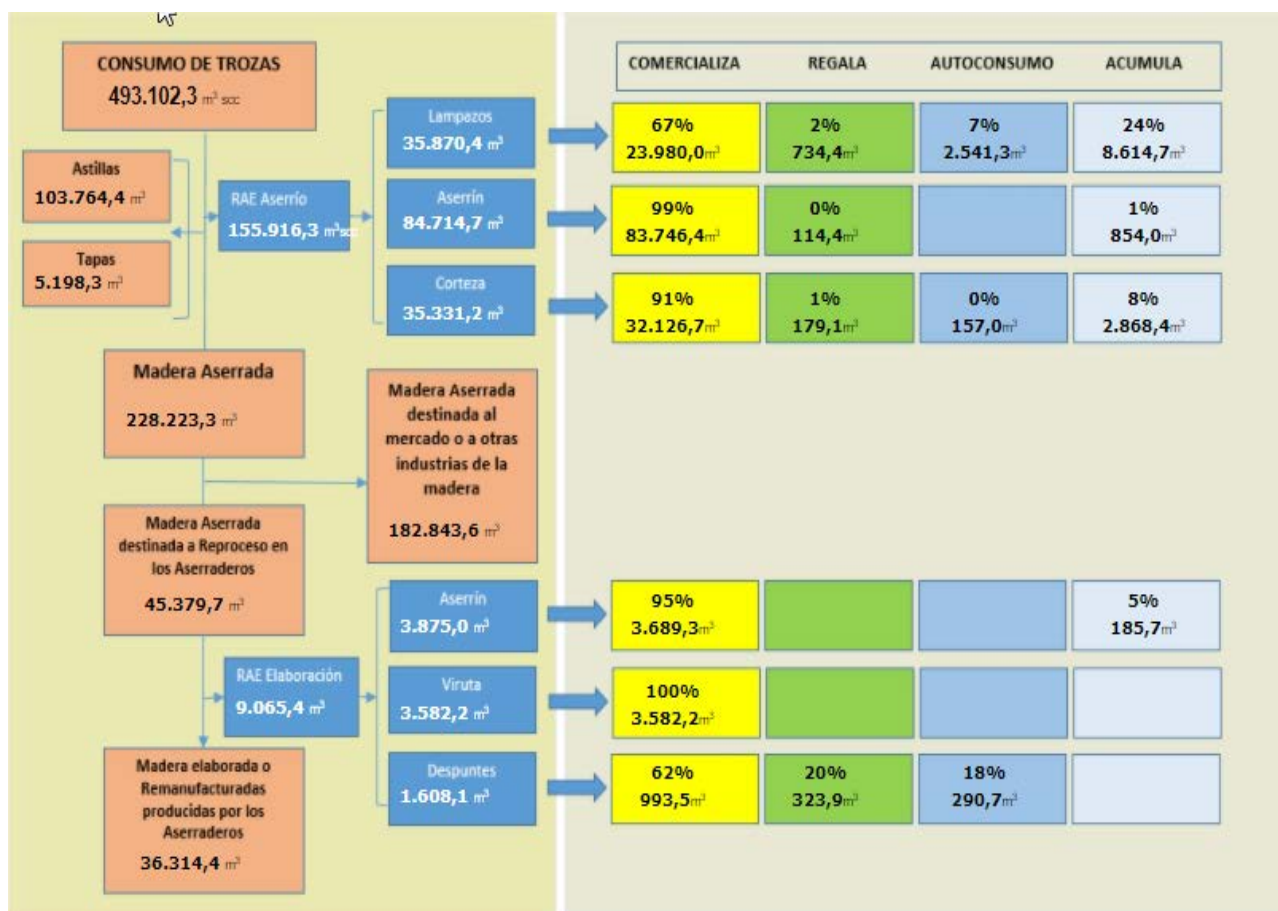 CONSUMO DE TROZAS
493.102,3 m³ scc
Astillas
103.764,4 m³
Tapas
5.198,3 m³
RAE Aserrío
155.916,3 m³scc
Lampazos
35.870,4 m³
Aserrín
84.714,7 m³
Corteza
35.331,2 m³
COMERCIALIZA REGALA AUTOCONSUMO ACUMULA
67% 2% 7% 24%
23.980,0m³ 734,4m³ 2.541,3m³ 8.614,7m³
99% 0% 1%
83.746,4m³ 114,4m³ 854,0m³
91% 1% 0% 8%
32.126,7m³ 179,1m³ 157,0m³ 2.868,4m³
Madera Aserrada
228.223,3 m³
Madera Aserrada
destinada al
mercado o a otras
industrias de la
madera
182.843,6 m³
Madera Aserrada
destinada a Reproceso en
los Aserraderos
45.379,7 m³
RAE Elaboración
9.065,4 m³
Aserrín
3.875,0 m³
Viruta
3.582,2 m³
Despuntes
1.608,1 m³
95% 5%
3.689,3m³ 185,7m³
100%
3.582,2m³
62% 20% 18%
993,5m³ 323,9m³ 290,7m³
Madera elaborada o
Remanufacturadas
producidas por los
Aserraderos
36.314,4 m³